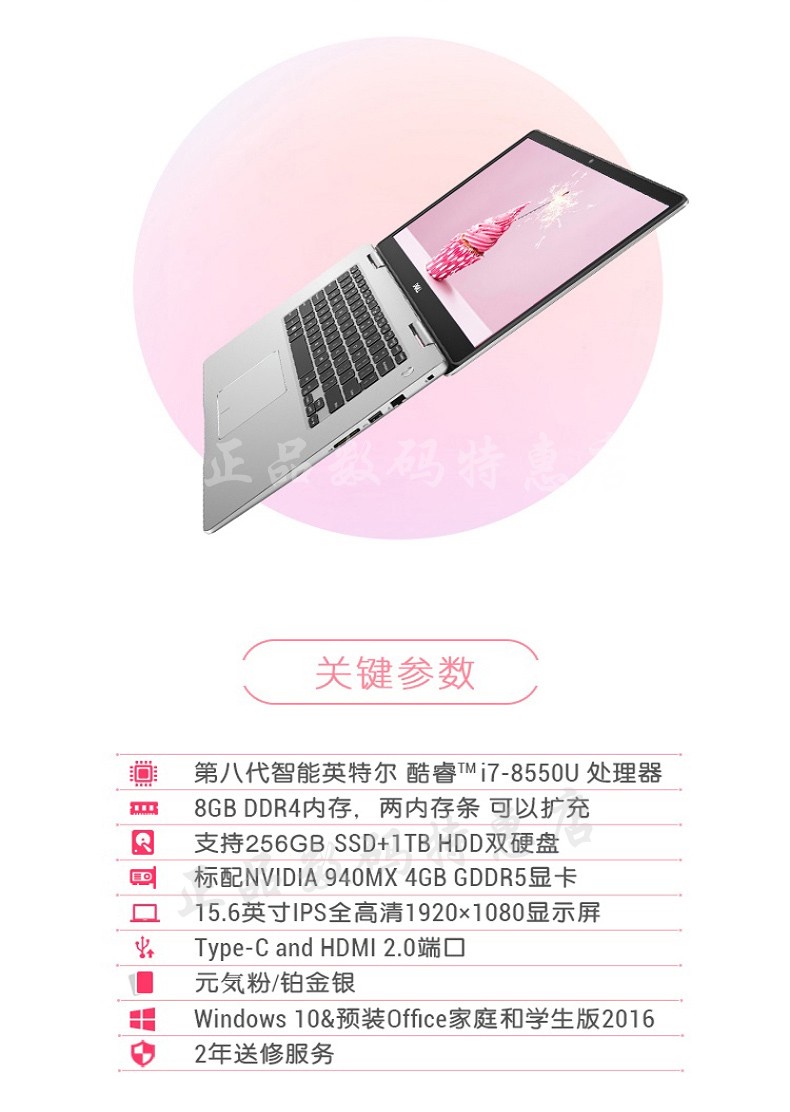 DELL
正品数码特惠店
关键参数
第八代智能英特尔 酷睿™ i7-8550U 处理器
8GB DDR4内存，两内存条 可以扩充
支持256GB SSD+1TB HDD双硬盘
标配NVIDIA 940MX 4GB GDDR5显卡
正品数码特惠店
15.6英寸IPS全高清1920×1080显示屏
Type-C and HDMI 2.0端口
元気粉/铂金银
Windows 10&预装Office家庭和学生版2016
2年送修服务